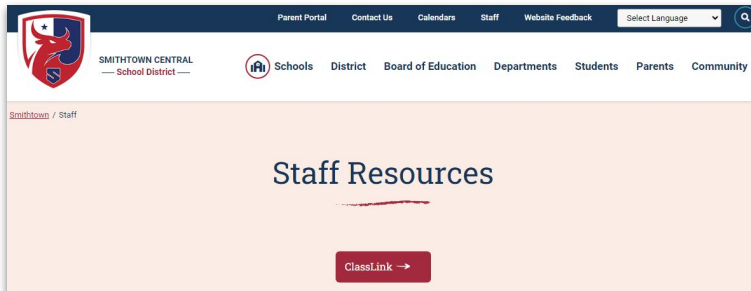 Parent Portal Contact Us Calendars Staff Website Feedback Select Language
SMITHTOWN CENTRAL
School District
Schools District Board of Education Departments Students Parents Community
Smithtown / Staff
Staff Resources
ClassLink →